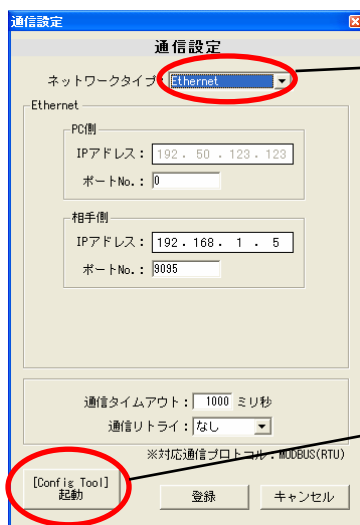 通信設定
通信設定
ネットワークタイプ： Ethernet
Ethernet
PC側
IPアドレス： 192 . 50 . 123 . 123
ポートNo.： 0
相手側
IPアドレス： 192 . 168 . 1 . 5
ポートNo.： 9095
通信タイムアウト： 1000 ミリ秒
通信リトライ： なし
※対応通信プロトコル：MODBUS(RTU)
[Config Tool]
起動
登録
キャンセル